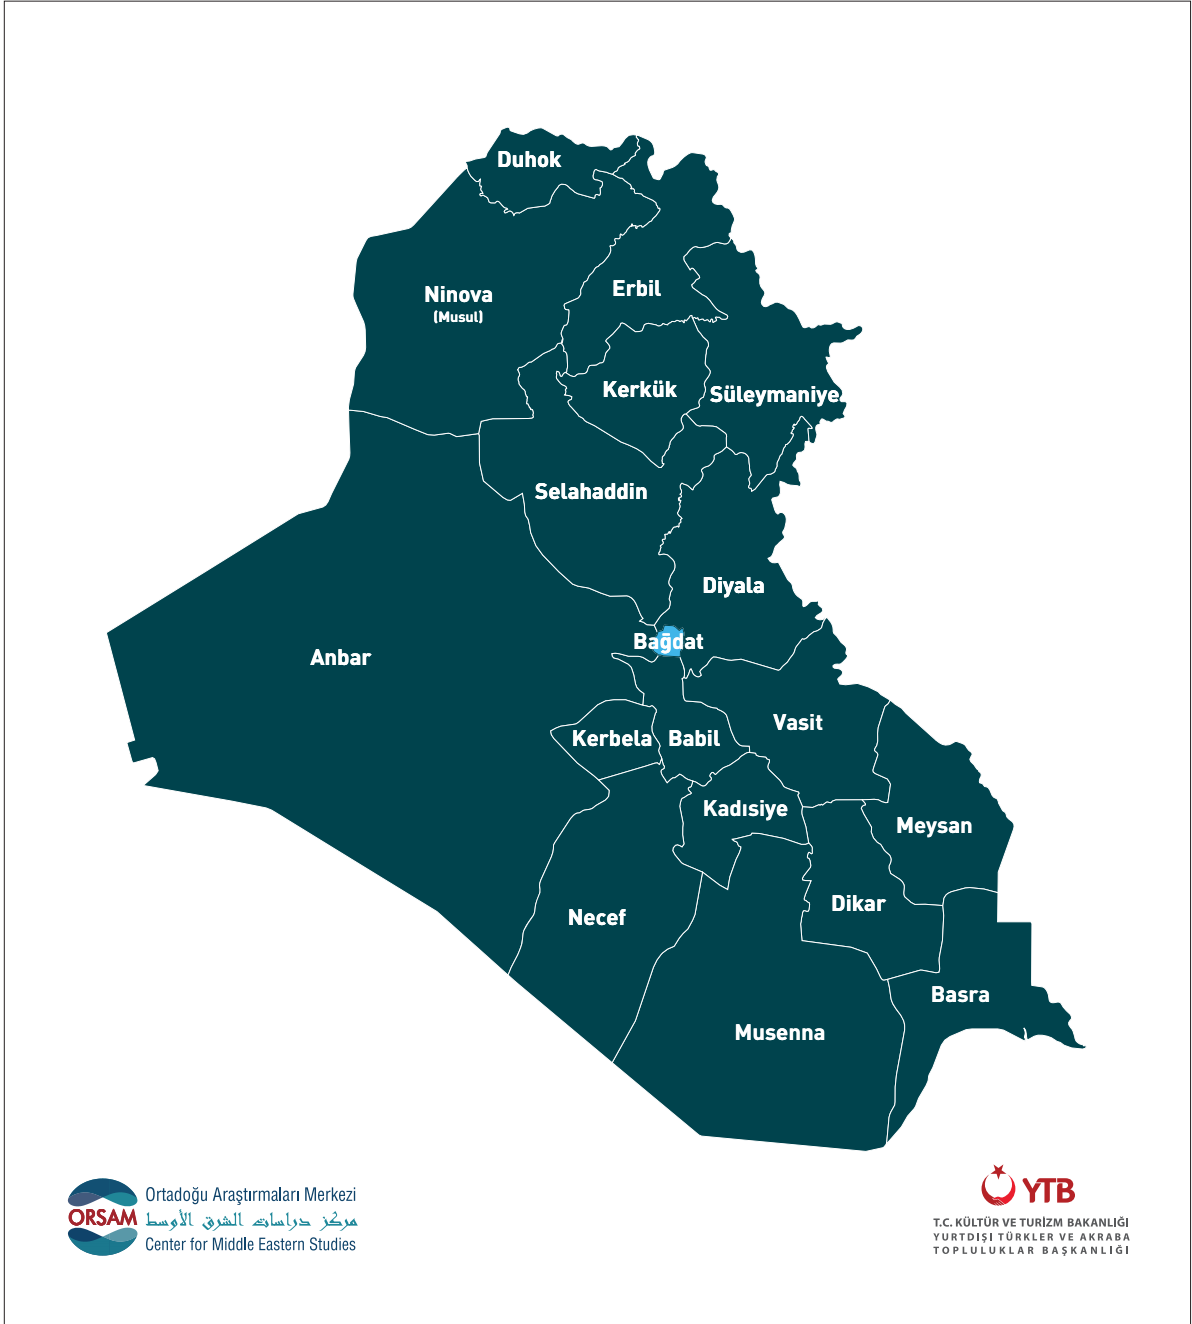 Duhok
Ninova
(Musul)
Erbil
Kerkük
Süleymaniye
Selahaddin
Diyala
Bağdat
Anbar
Vasit
Kerbela
Babil
Kadısiye
Meysan
Dikar
Necef
Basra
Musenna
ORSAM
Ortadoğu Araştırmaları Merkezi
مركز دراسات الشرق الأوسط
Center for Middle Eastern Studies
YTB
T.C. KÜLTÜR VE TURİZM BAKANLIĞI
YURTDIŞI TÜRKLER VE AKRABA
TOPLULUKLAR BAŞKANLIĞI